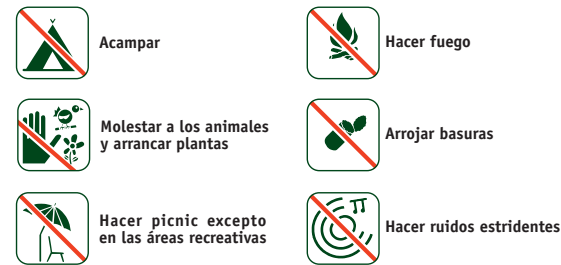 Acampar
Hacer fuego
Molestar a los animales
y arrancar plantas
Arrojar basuras
Hacer picnic excepto
en las áreas recreativas
Hacer ruidos estridentes